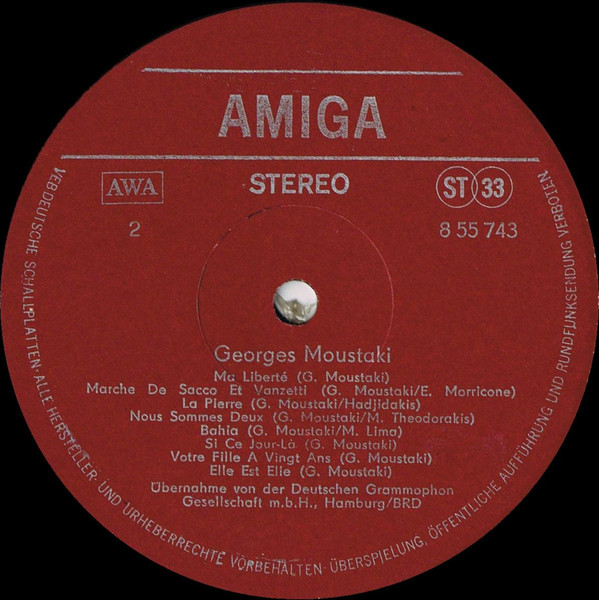 AMIGA
AWA
STEREO
ST 33
2
8 55 743
Georges Moustaki
Ma Liberté (G. Moustaki)
Marche De Sacco Et Vanzetti (G. Moustaki/E. Morricone)
La Pierre (G. Moustaki/Hadjidakis)
Nous Sommes Deux (G. Moustaki/M. Theodorakis)
Bahia (G. Moustaki/M. Lima)
Si Ce Jour-Là (G. Moustaki)
Votre Fille A Vingt Ans (G. Moustaki)
Elle Est Elle (G. Moustaki)
Übernahme von der Deutschen Grammophon
Gesellschaft m.b.H., Hamburg/BRD
VEB DEUTSCHE SCHALLPLATTEN · ALLE HERSTELLER- UND URHEBERRECHTE VORBEHALTEN · ÜBERSPIELUNG, ÖFFENTLICHE AUFFÜHRUNG UND RUNDFUNKSENDUNG VERBOTEN